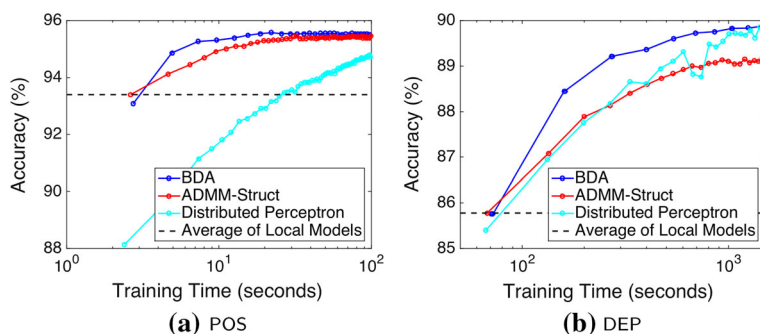 Accuracy (%)
96
95
93
92
90
88
BDA
ADMM-Struct
Distributed Perceptron
Average of Local Models
10^0
10^1
10^2
Training Time (seconds)
(a) POS
Accuracy (%)
90
89
88
87
86
85
BDA
ADMM-Struct
Distributed Perceptron
Average of Local Models
10^2
10^3
Training Time (seconds)
(b) DEP